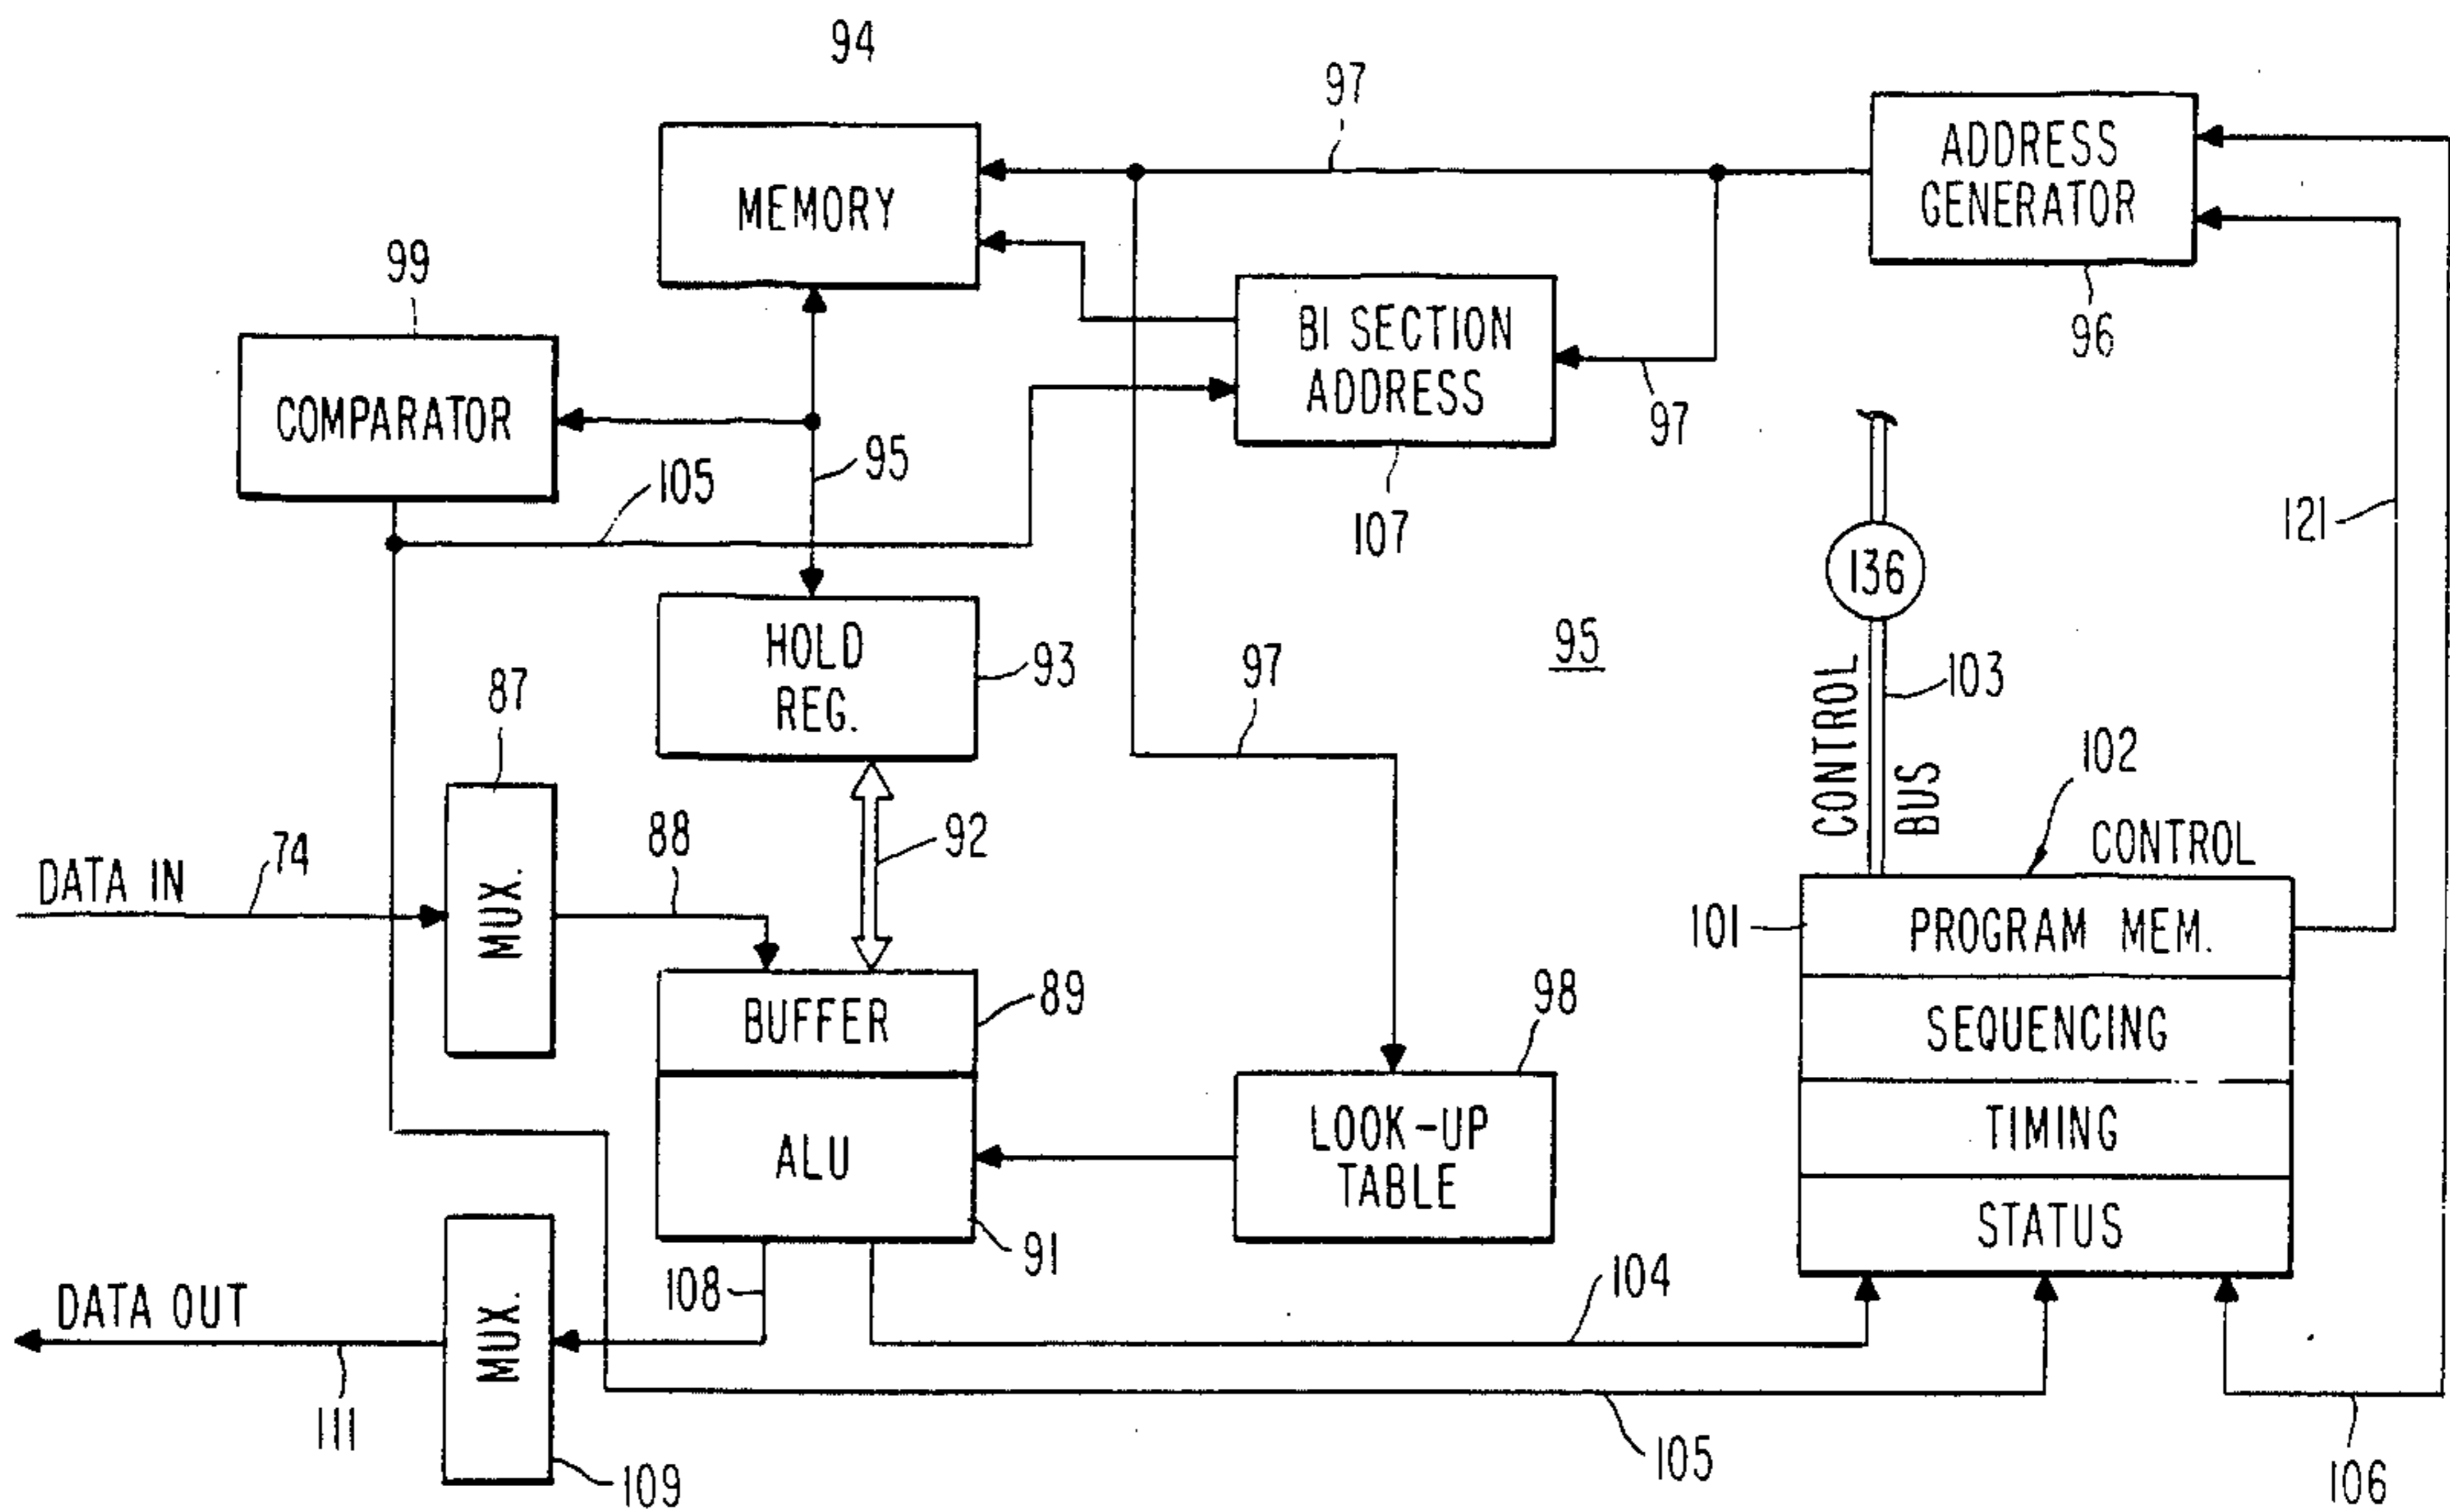 94
97
ADDRESS
GENERATOR
96
MEMORY
99
COMPARATOR
BI SECTION
ADDRESS
107
97
95
105
121
136
HOLD
REG.
93
97
95
CONTROL
BUS
103
102
CONTROL
87
MUX.
88
92
DATA IN
74
101
PROGRAM MEM.
SEQUENCING
TIMING
STATUS
BUFFER
89
ALU
91
98
LOOK-UP
TABLE
108
104
DATA OUT
MUX.
111
109
105
106